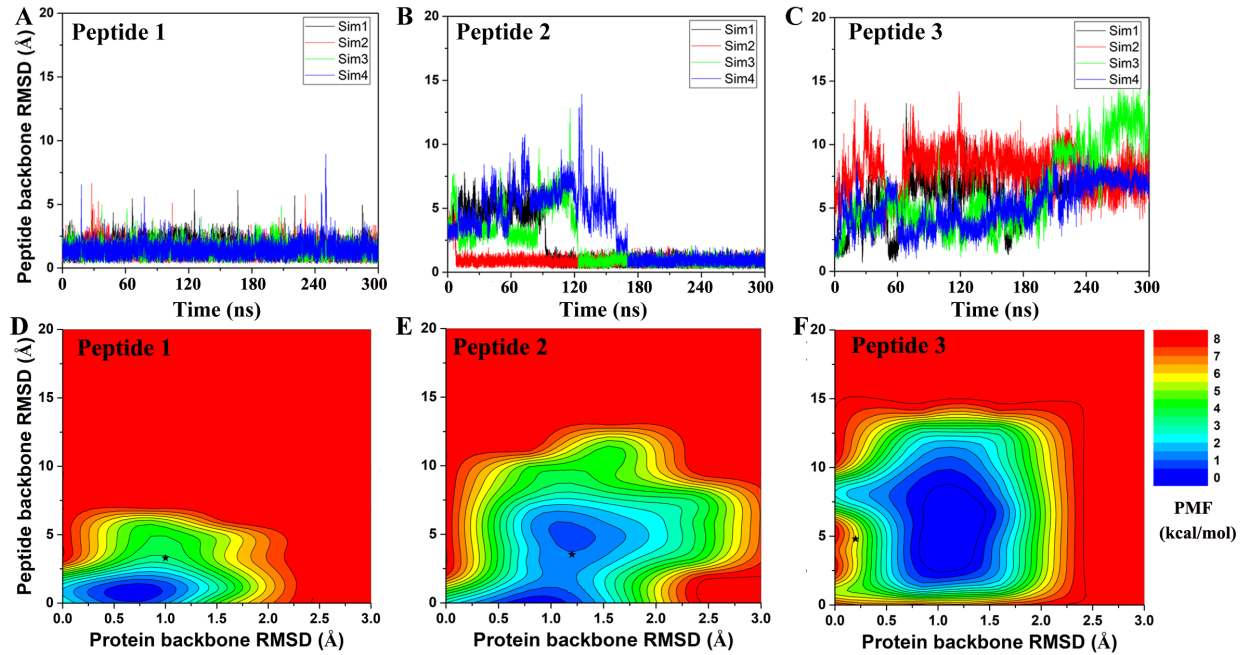 A
Peptide 1
Sim1
Sim2
Sim3
Sim4
Peptide backbone RMSD (Å)
20
15
10
5
0
0 60 120 180 240 300
Time (ns)
B
Peptide 2
Sim1
Sim2
Sim3
Sim4
20
15
10
5
0
0 60 120 180 240 300
Time (ns)
C
Peptide 3
Sim1
Sim2
Sim3
Sim4
20
15
10
5
0
0 60 120 180 240 300
Time (ns)
D
Peptide 1
Peptide backbone RMSD (Å)
20
15
10
5
0
0 0.5 1.0 1.5 2.0 2.5 3.0
Protein backbone RMSD (Å)
E
Peptide 2
20
15
10
5
0
0 0.5 1.0 1.5 2.0 2.5 3.0
Protein backbone RMSD (Å)
F
Peptide 3
20
15
10
5
0
0 0.5 1.0 1.5 2.0 2.5 3.0
Protein backbone RMSD (Å)
8
7
6
5
4
3
2
1
0
PMF
(kcal/mol)